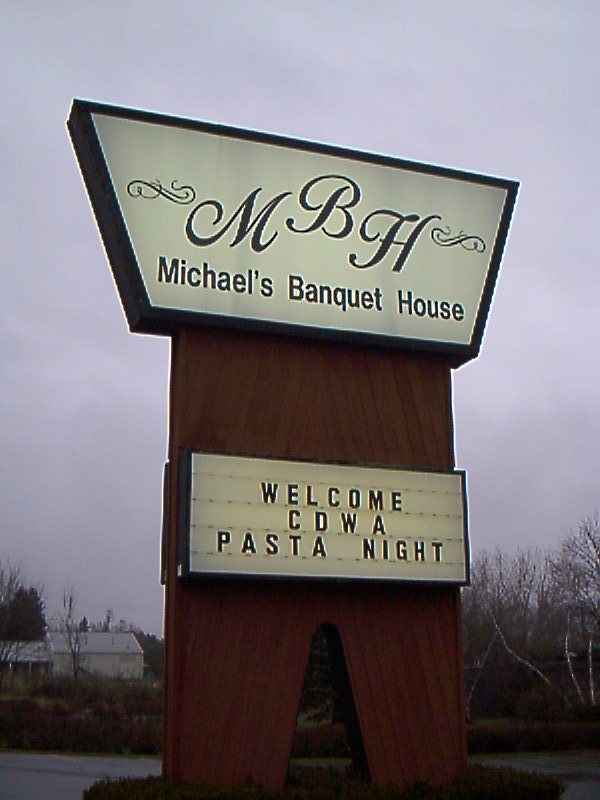 MBH
Michael's Banquet House
WELCOME
CDWA
PASTA NIGHT